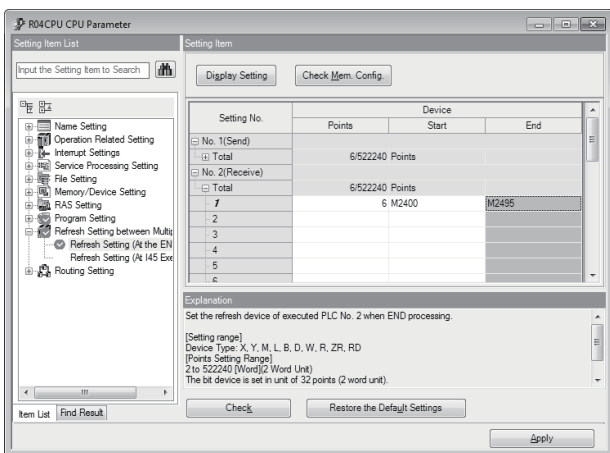 R04CPU CPU Parameter
Setting Item List
Setting Item
Input the Setting Item to Search
Display Setting
Check Mem. Config.
Name Setting
Operation Related Setting
Interrupt Settings
Service Processing Setting
File Setting
Memory/Device Setting
RAS Setting
Program Setting
Refresh Setting between Multip
Refresh Setting (At the EN
Refresh Setting (At I45 Exe
Routing Setting
Item List
Find Result
Setting No.
Device
Points
Start
End
No. 1(Send)
Total
6/522240 Points
No. 2(Receive)
Total
6/522240 Points
1
6 M2400
M2495
2
3
4
5
6
Explanation
Set the refresh device of executed PLC No. 2 when END processing.
[Setting range]
Device Type: X, Y, M, L, B, D, W, R, ZR, RD
[Points Setting Range]
2 to 522240 [Word](2 Word Unit)
The bit device is set in unit of 32 points (2 word unit).
Check
Restore the Default Settings
Apply